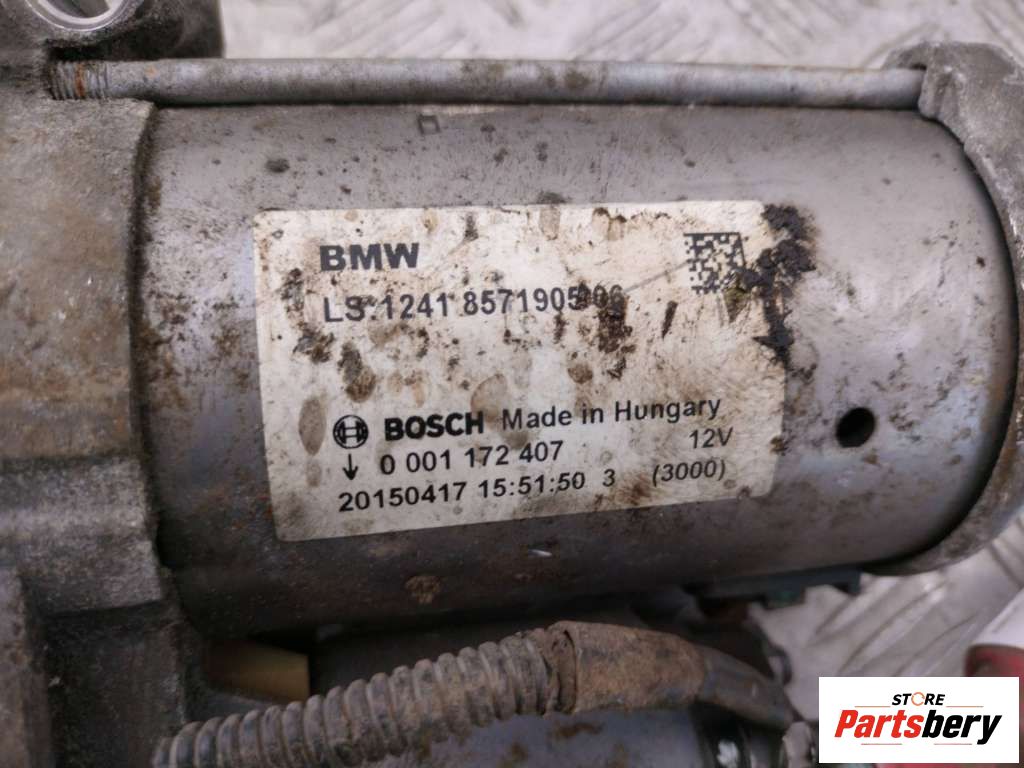 BMW
LS:1241 8571905
BOSCH Made in Hungary
0 001 172 407 12V
20150417 15:51:50 3 (3000)
STORE
Partsbery